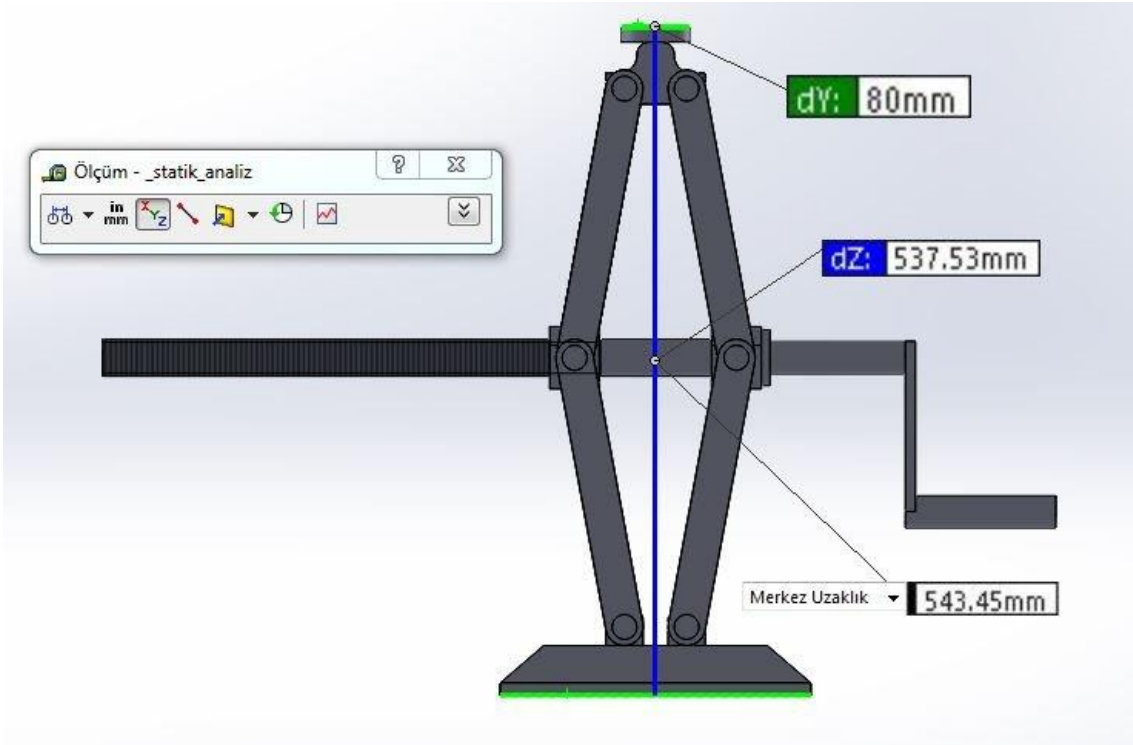 dY: 80mm
Ölçüm - _statik_analiz
in
mm
X Y Z
dZ: 537.53mm
Merkez Uzaklık 543.45mm